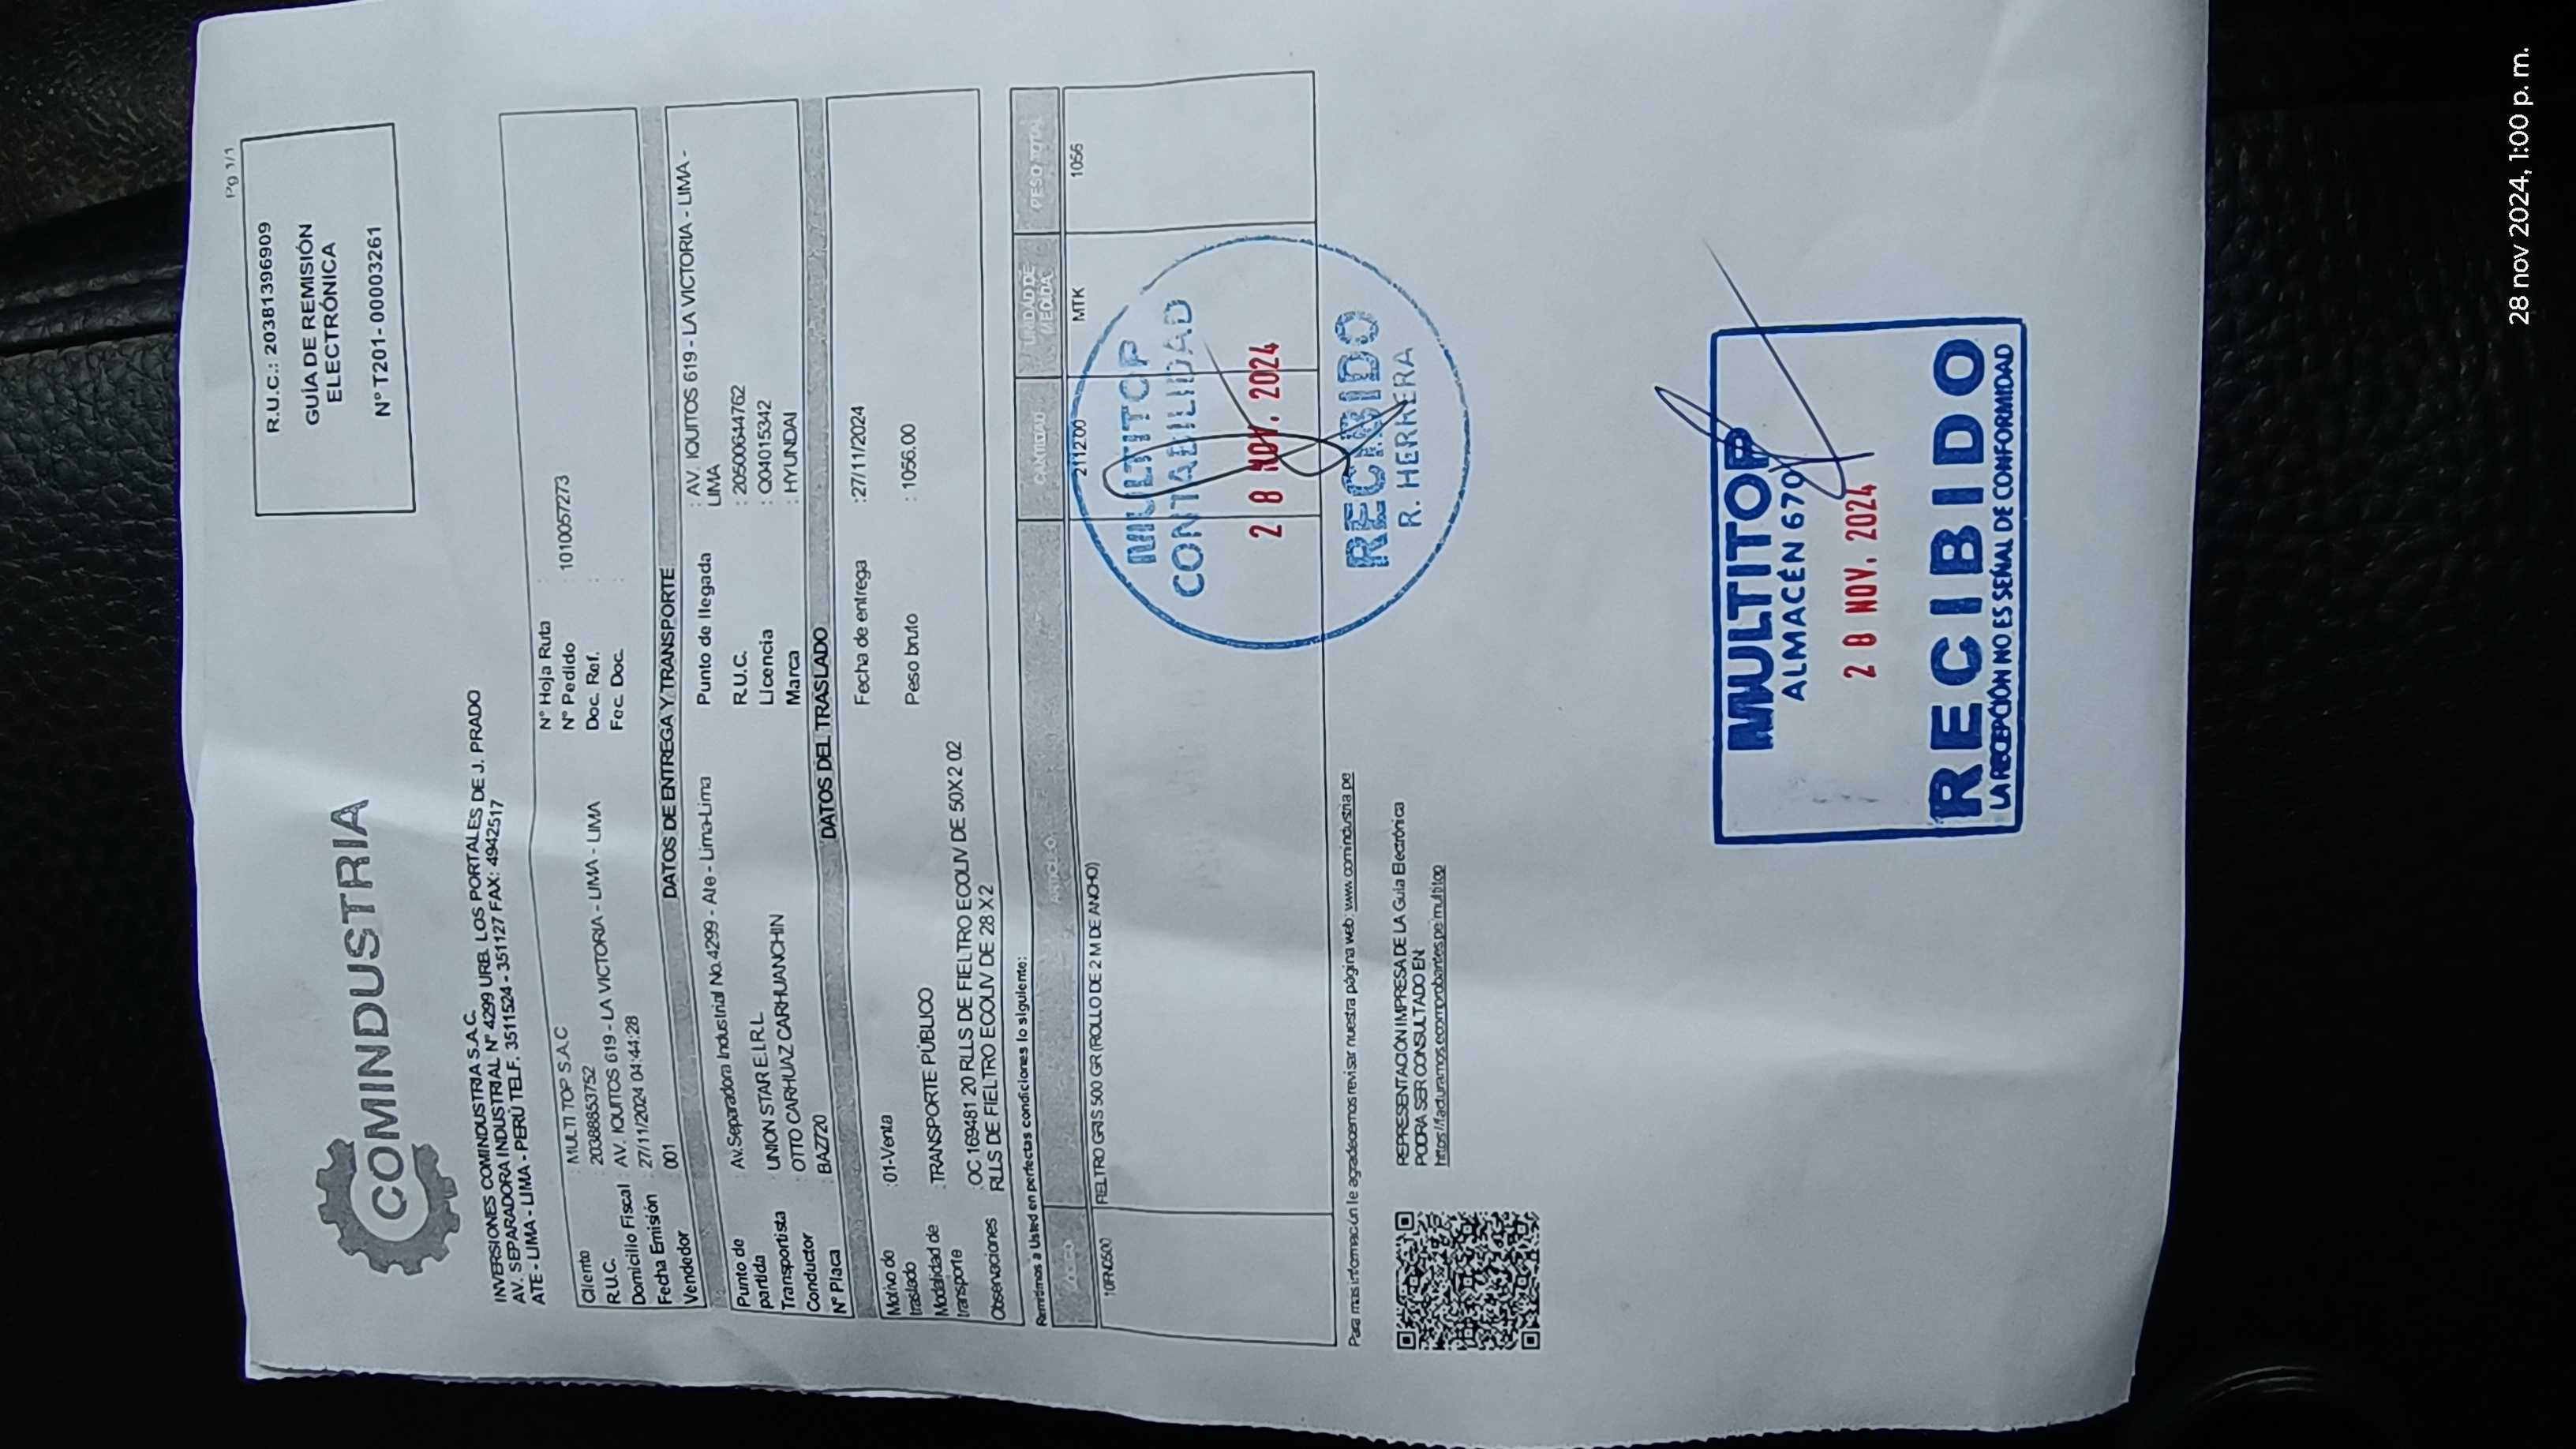 Pg 1/1
COMINDUSTRIA
R.U.C.: 20381396909
GUÍA DE REMISIÓN
ELECTRÓNICA
N° T201- 00003261
INVERSIONES COMINDUSTRIA S.A.C.
AV. SEPARADORA INDUSTRIAL N° 4299 URB. LOS PORTALES DE J. PRADO
ATE - LIMA - PERÚ TELF. 3511524 - 351127 FAX: 4942517
Cliento : MULTI TOP S.A.C N° Hoja Ruta :
R.U.C. : 20388853752 N° Pedido : 1010057273
Domicilio Fiscal : AV. IQUITOS 619 - LA VICTORIA - LIMA - LIMA Doc. Ref. :
Fecha Emisión : 27/11/2024 04:44:28 Fec. Doc. :
Vendedor 001
DATOS DE ENTREGA Y TRANSPORTE
Punto de partida : Av.Separadora Industrial No.4299 - Ate - Lima-Lima Punto de llegada : AV. IQUITOS 619 - LA VICTORIA - LIMA - LIMA
Transportista : UNION STAR E.I.R.L. R.U.C. : 20500644762
Conductor : OTTO CARHUAZ CARHUANCHIN Licencia : Q04015342
N° Placa : BAZ720 Marca : HYUNDAI
DATOS DEL TRASLADO
Motivo de traslado :01-Venta Fecha de entrega :27/11/2024
Modalidad de transporte : TRANSPORTE PÚBLICO Peso bruto : 1056.00
Observaciones :OC 169481 20 RLLS DE FIELTRO ECOLIV DE 50X2 02
RLLS DE FIELTRO ECOLIV DE 28 X 2
Remitimos a Usted en perfectas condiciones lo siguiente:
ARTICULO CANTIDAD UNIDAD DE MEDIDA PESO TOTAL
10FNG500 FIELTRO GRIS 500 GR (ROLLO DE 2 M DE ANCHO) 2112.00 MTK 1056
MULTITOP
CONTABILIDAD
28 NOV. 2024
RECIBIDO
R. HERRERA
Para mas información le agradecemos revisar nuestra página web: www.comindustria.pe
REPRESENTACIÓN IMPRESA DE LA Guía Electrónica
PODRA SER CONSULTADO EN:
https://facturamos.ecomprobantes.pe/multitop
MULTITOP
ALMACÉN 670
28 NOV. 2024
RECIBIDO
LA RECEPCIÓN NO ES SEÑAL DE CONFORMIDAD
28 nov 2024, 1:00 p. m.